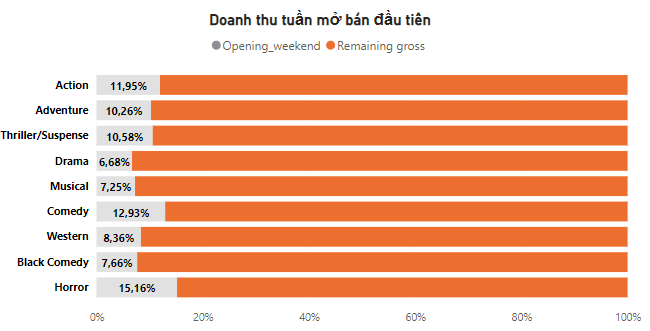 Doanh thu tuần mở bán đầu tiên
Opening_weekend Remaining gross
Action 11,95%
Adventure 10,26%
Thriller/Suspense 10,58%
Drama 6,68%
Musical 7,25%
Comedy 12,93%
Western 8,36%
Black Comedy 7,66%
Horror 15,16%
0% 20% 40% 60% 80% 100%